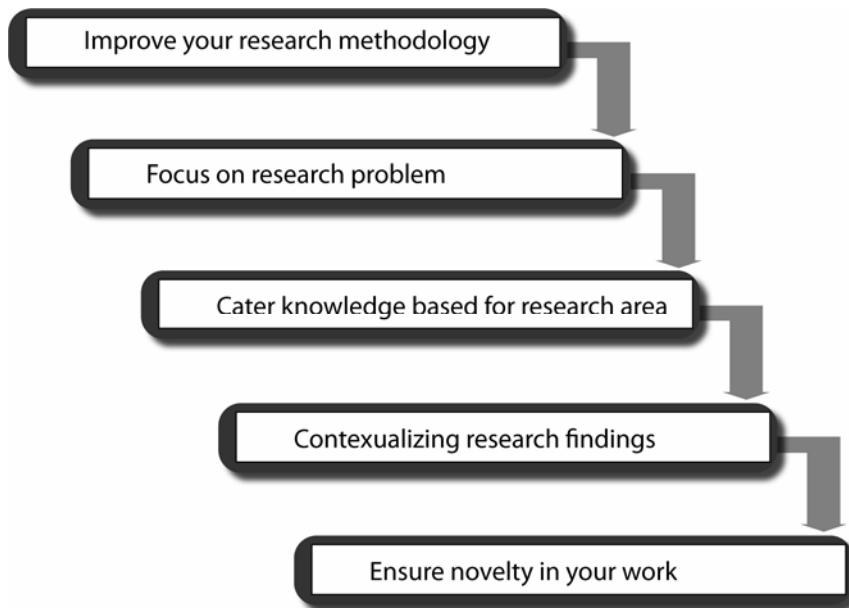 Improve your research methodology
Focus on research problem
Cater knowledge based for research area
Contexualizing research findings
Ensure novelty in your work